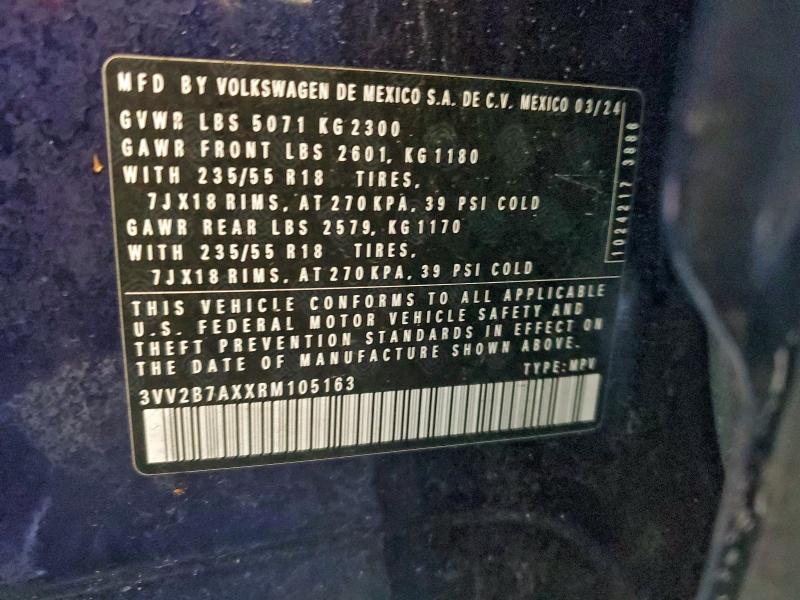 MFD BY VOLKSWAGEN DE MEXICO S.A. DE C.V. MEXICO 03/24
GVWR LBS 5071 KG 2300
GAWR FRONT LBS 2601, KG 1180
WITH 235/55 R18 TIRES,
7JX18 RIMS, AT 270 KPA, 39 PSI COLD
GAWR REAR LBS 2579, KG 1170
WITH 235/55 R18 TIRES,
7JX18 RIMS, AT 270 KPA, 39 PSI COLD
1024217 3888
THIS VEHICLE CONFORMS TO ALL APPLICABLE
U.S. FEDERAL MOTOR VEHICLE SAFETY AND
THEFT PREVENTION STANDARDS IN EFFECT ON
THE DATE OF MANUFACTURE SHOWN ABOVE.
TYPE: MPV
3VV2B7AXXRM105163